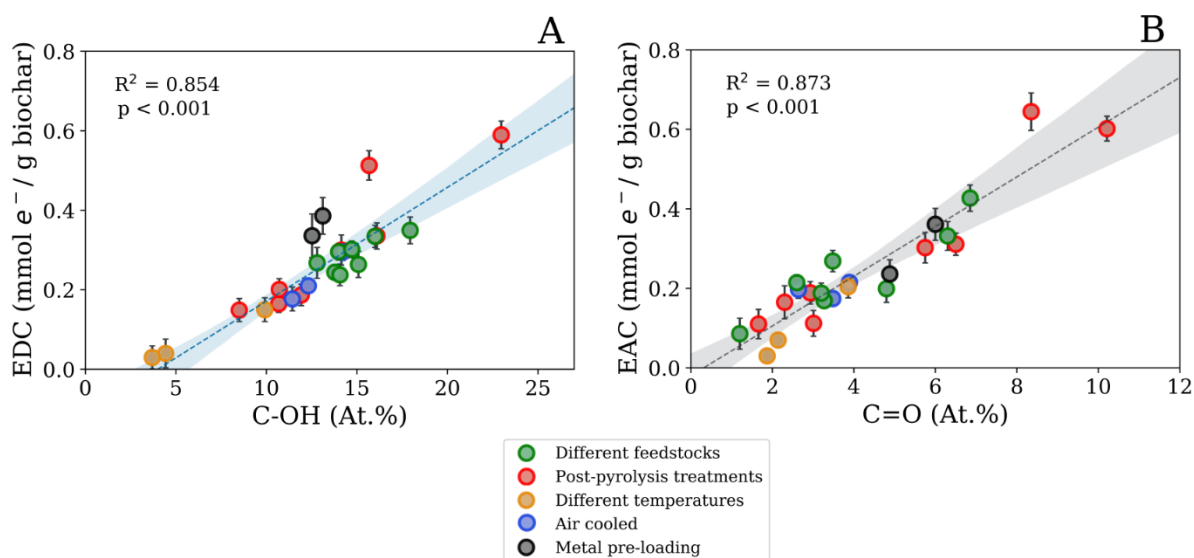 A
R² = 0.854
p < 0.001
EDC (mmol e⁻ / g biochar)
0.8
0.6
0.4
0.2
0.0
0
5
10
15
20
25
C-OH (At.%)
B
R² = 0.873
p < 0.001
EAC (mmol e⁻ / g biochar)
0.8
0.6
0.4
0.2
0.0
0
2
4
6
8
10
12
C=O (At.%)
Different feedstocks
Post-pyrolysis treatments
Different temperatures
Air cooled
Metal pre-loading